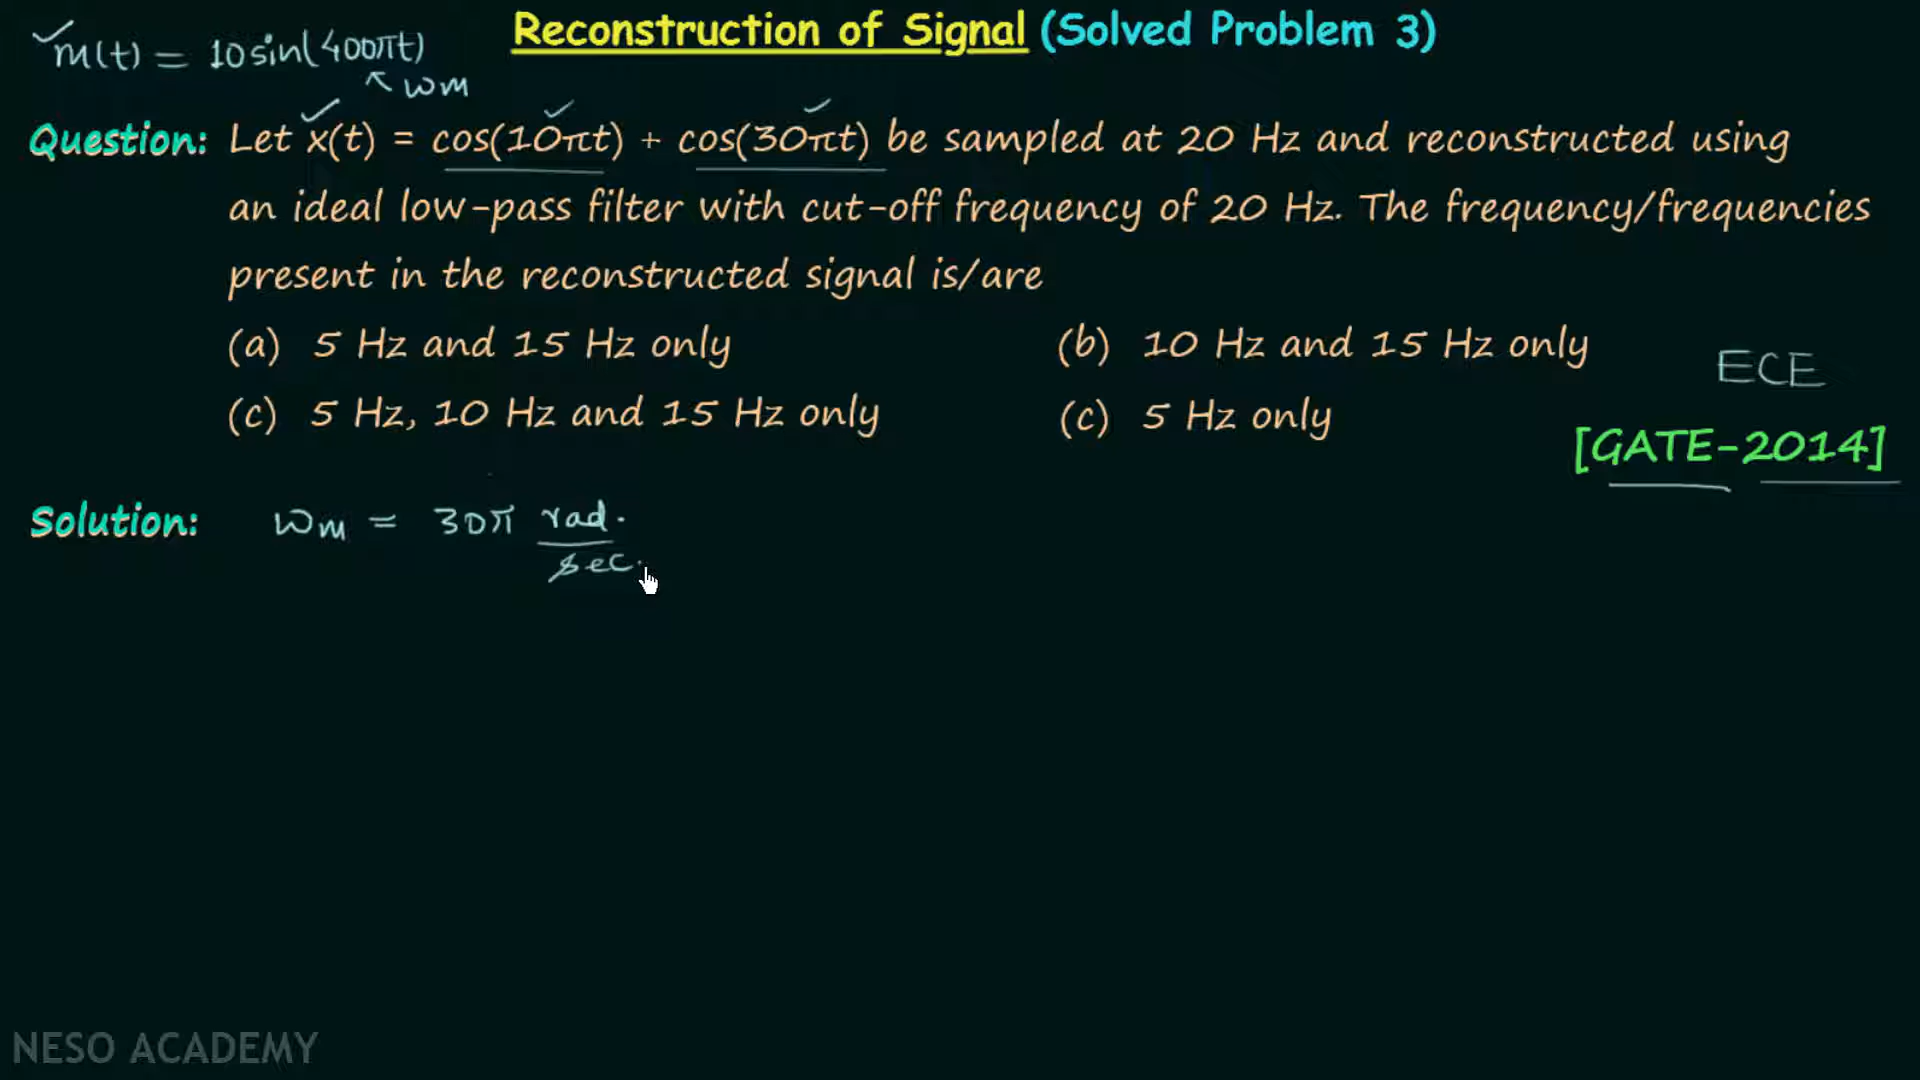 Reconstruction of Signal (Solved Problem 3)
m(t) = 10sin(400πt)
ωm
Question: Let x(t) = cos(10πt) + cos(30πt) be sampled at 20 Hz and reconstructed using
an ideal low-pass filter with cut-off frequency of 20 Hz. The frequency/frequencies
present in the reconstructed signal is/are
(a) 5 Hz and 15 Hz only (b) 10 Hz and 15 Hz only
ECE
(c) 5 Hz, 10 Hz and 15 Hz only (c) 5 Hz only
[GATE-2014]
Solution: ωm = 30π rad.
sec.
NESO ACADEMY